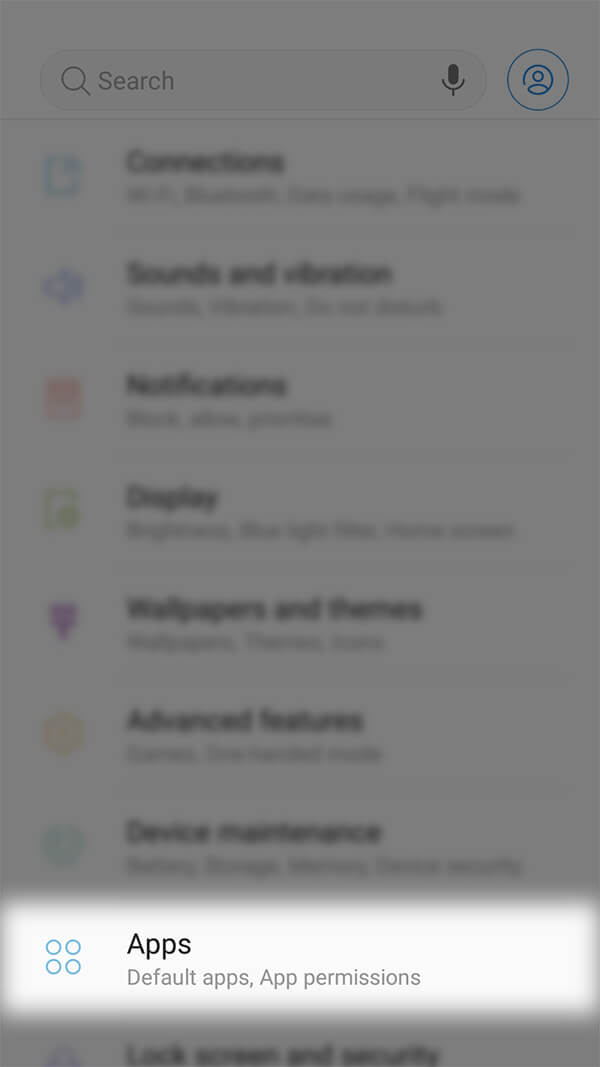 Search
Connections
Wi-Fi, Bluetooth, Data usage, Flight mode
Sounds and vibration
Sounds, Vibration, Do not disturb
Notifications
Block, allow, prioritise
Display
Brightness, Blue light filter, Home screen
Wallpapers and themes
Wallpapers, Themes, Icons
Advanced features
Games, One-handed mode
Device maintenance
Battery, Storage, Memory, Device security
Apps
Default apps, App permissions
Lock screen and security